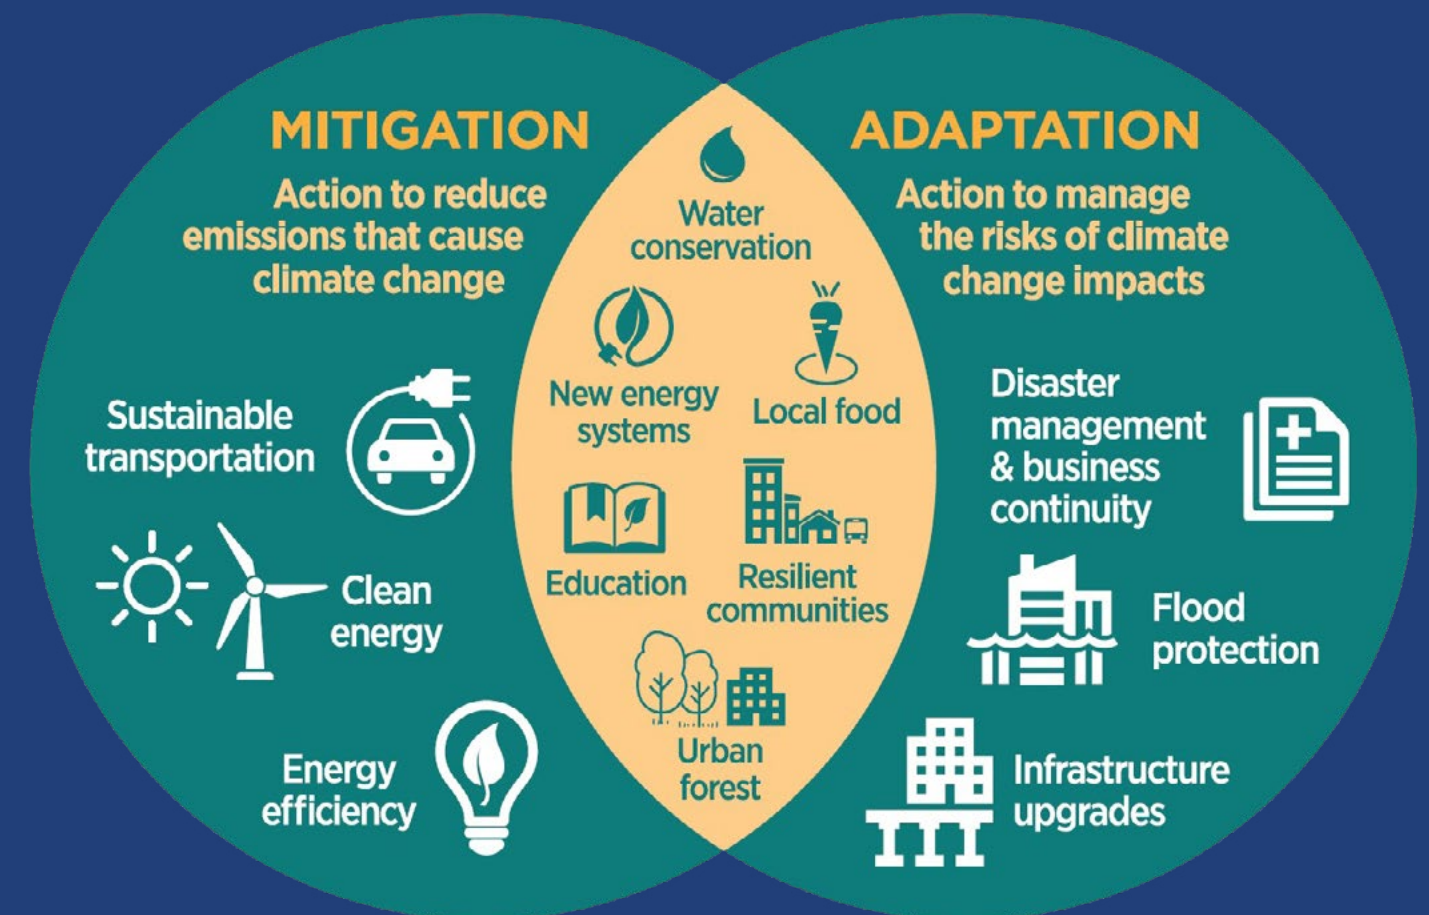 MITIGATION
Action to reduce
emissions that cause
climate change
Sustainable
transportation
Clean
energy
Energy
efficiency
Water
conservation
New energy
systems
Local food
Education
Resilient
communities
Urban
forest
ADAPTATION
Action to manage
the risks of climate
change impacts
Disaster
management
& business
continuity
Flood
protection
Infrastructure
upgrades